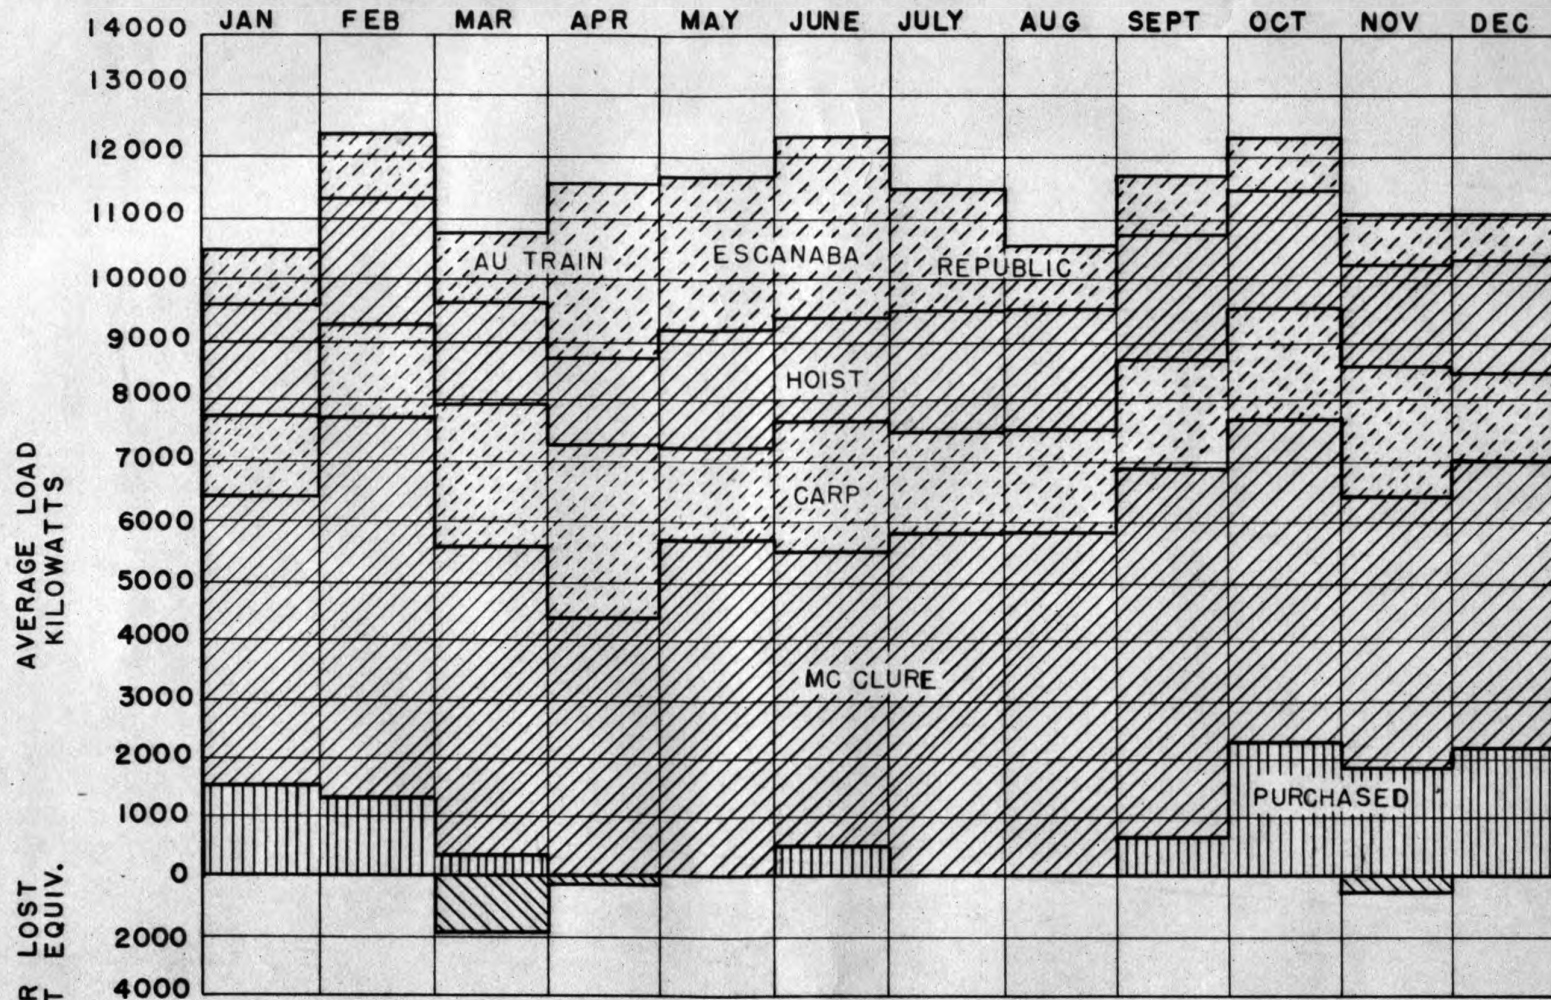 JAN FEB MAR APR MAY JUNE JULY AUG SEPT OCT NOV DEC
14000
13000
12000
11000
10000
9000
8000
7000
6000
5000
4000
3000
2000
1000
0
2000
4000
AVERAGE LOAD
KILOWATTS
R LOST
T EQUIV.
AU TRAIN ESCANABA REPUBLIC
HOIST
CARP
MC CLURE
PURCHASED